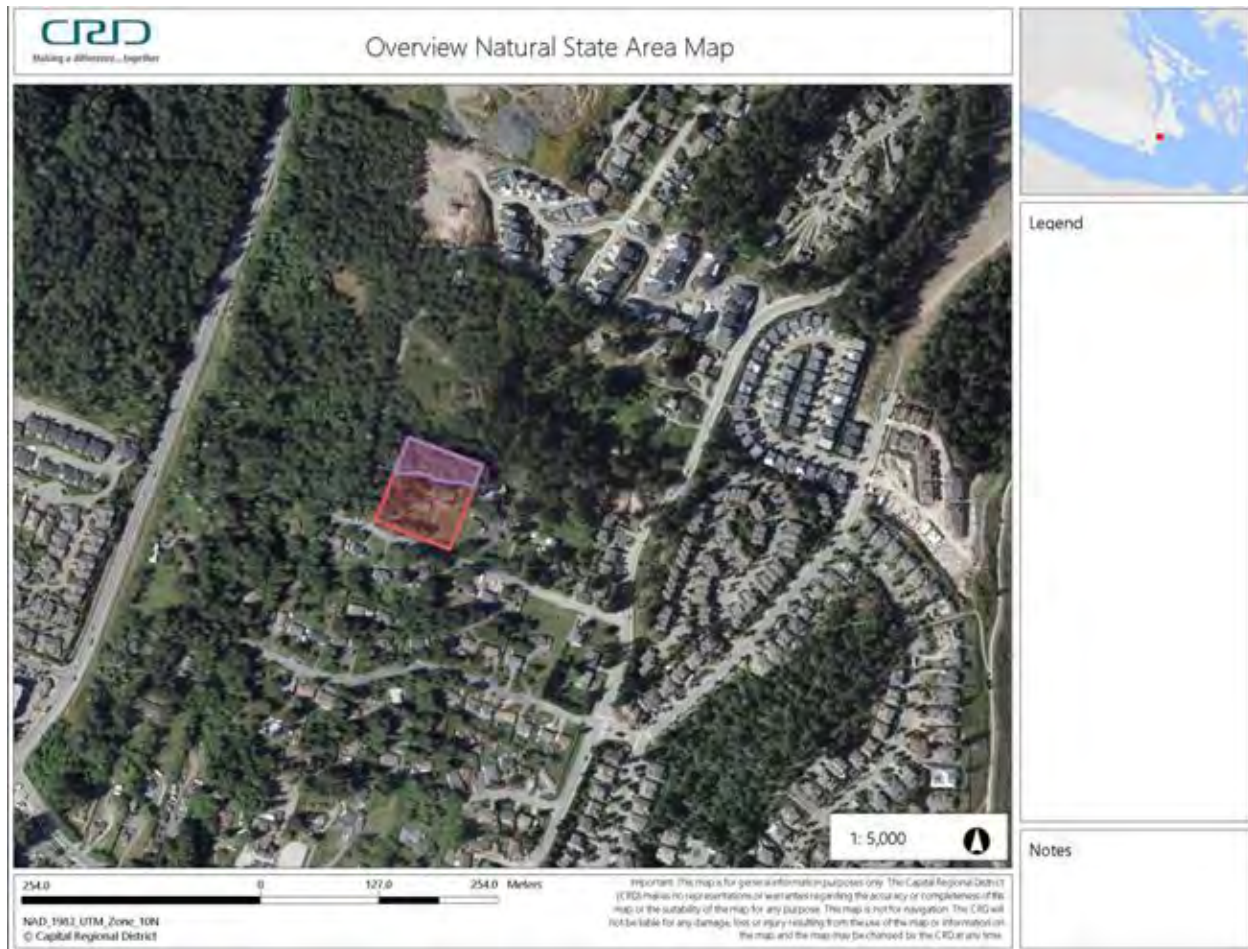 CRD
Making a difference...together
Overview Natural State Area Map
Legend
1: 5,000
Notes
254.0 0 127.0 254.0 Meters
NAD_1983_UTM_Zone_10N
© Capital Regional District
Important: This map is for general information purposes only. The Capital Regional District
(CRD) makes no representations or warranties regarding the accuracy or completeness of this
map or the suitability of the map for any purpose. This map is not for navigation. The CRD will
not be liable for any damage, loss or injury resulting from the use of the map or information on
the map and the map may be changed by the CRD at any time.